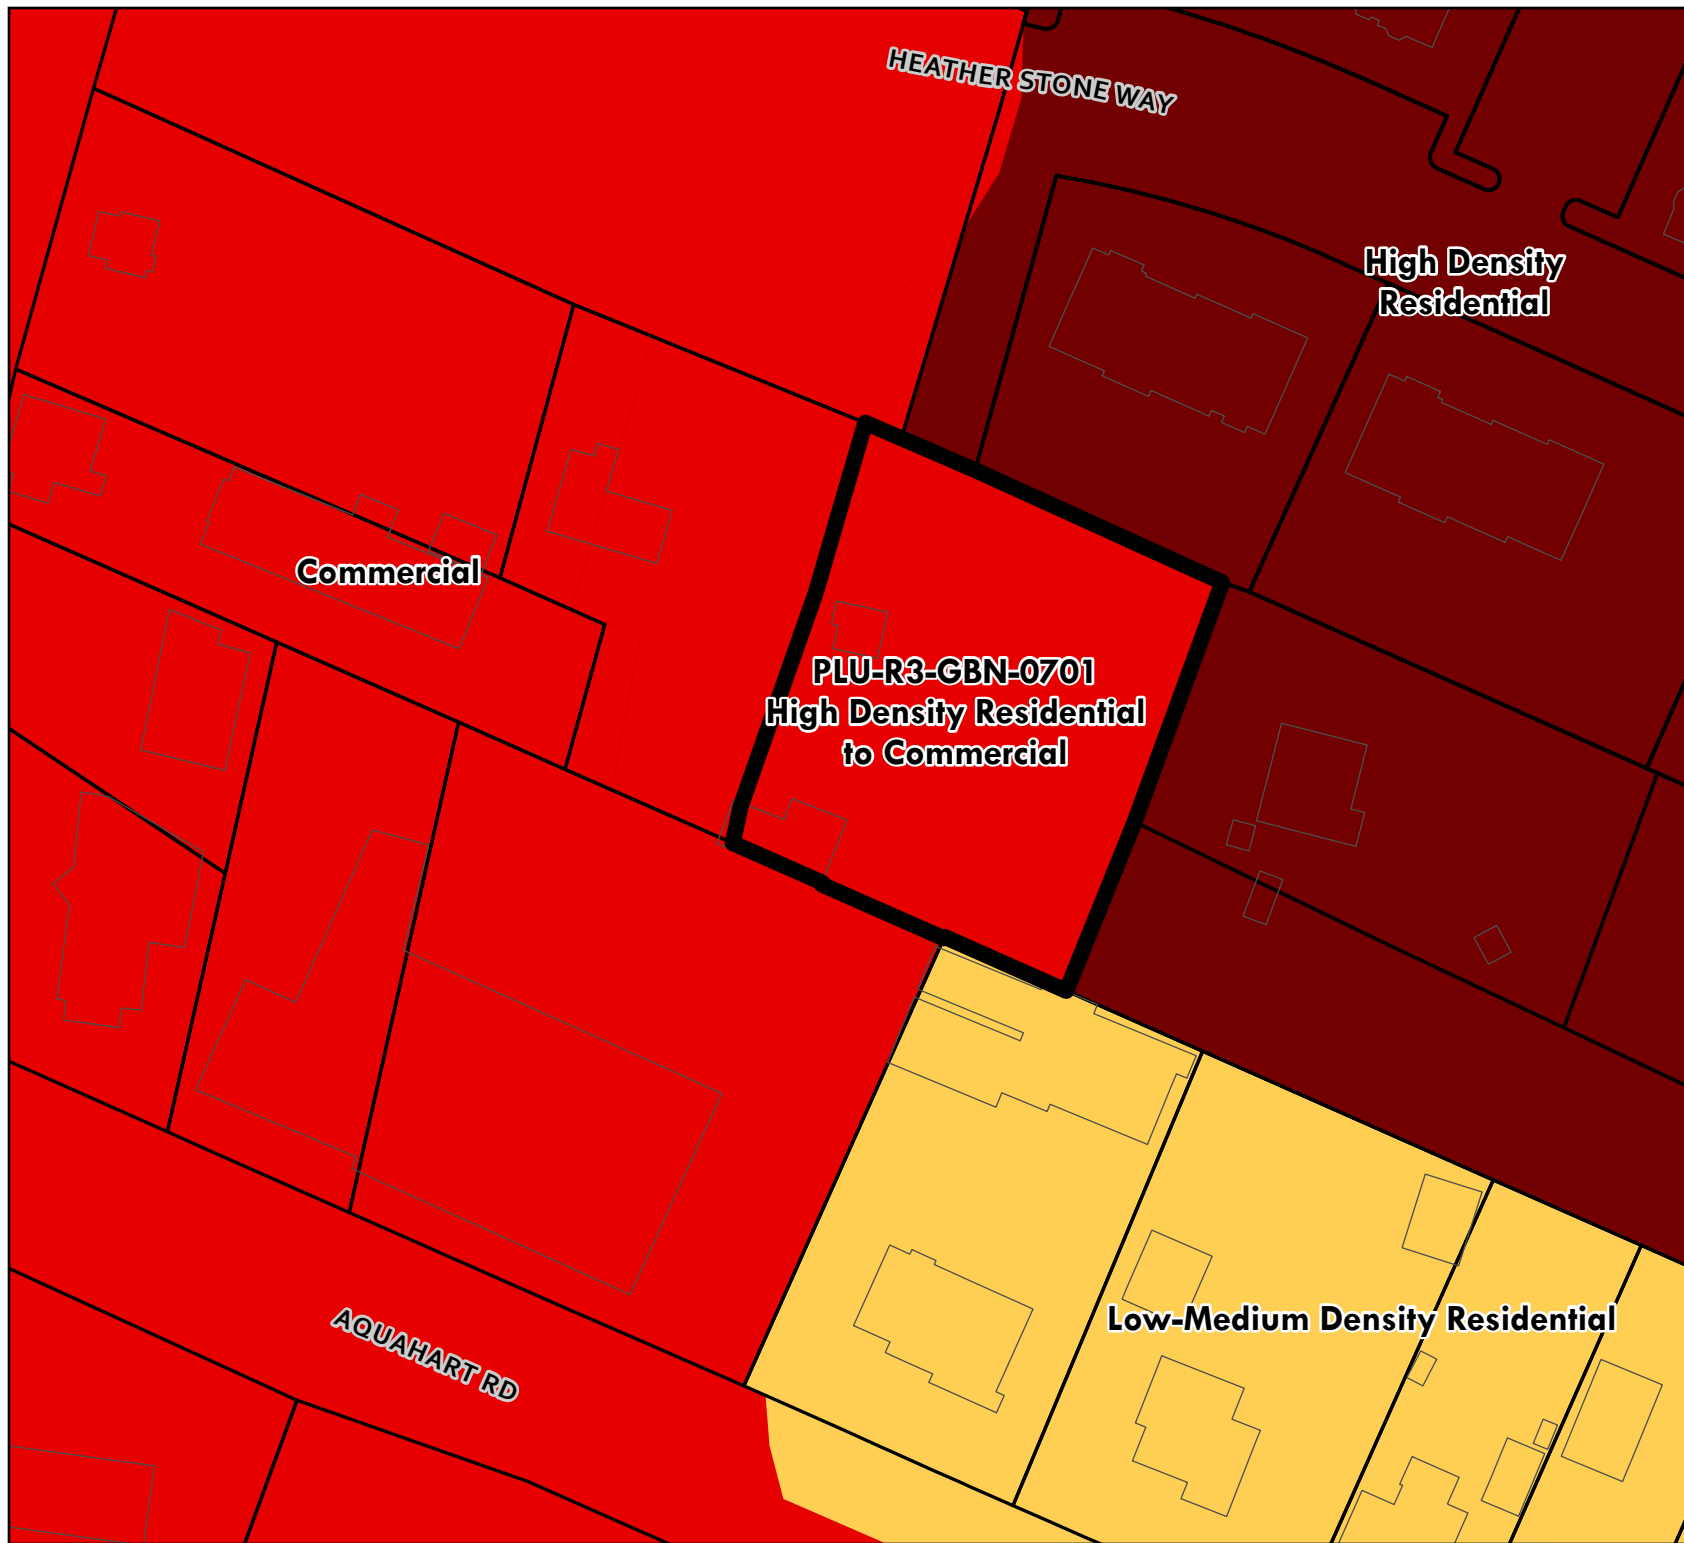 HEATHER STONE WAY
High Density
Residential
Commercial
PLU-R3-GBN-0701
High Density Residential
to Commercial
Low-Medium Density Residential
AQUAHART RD